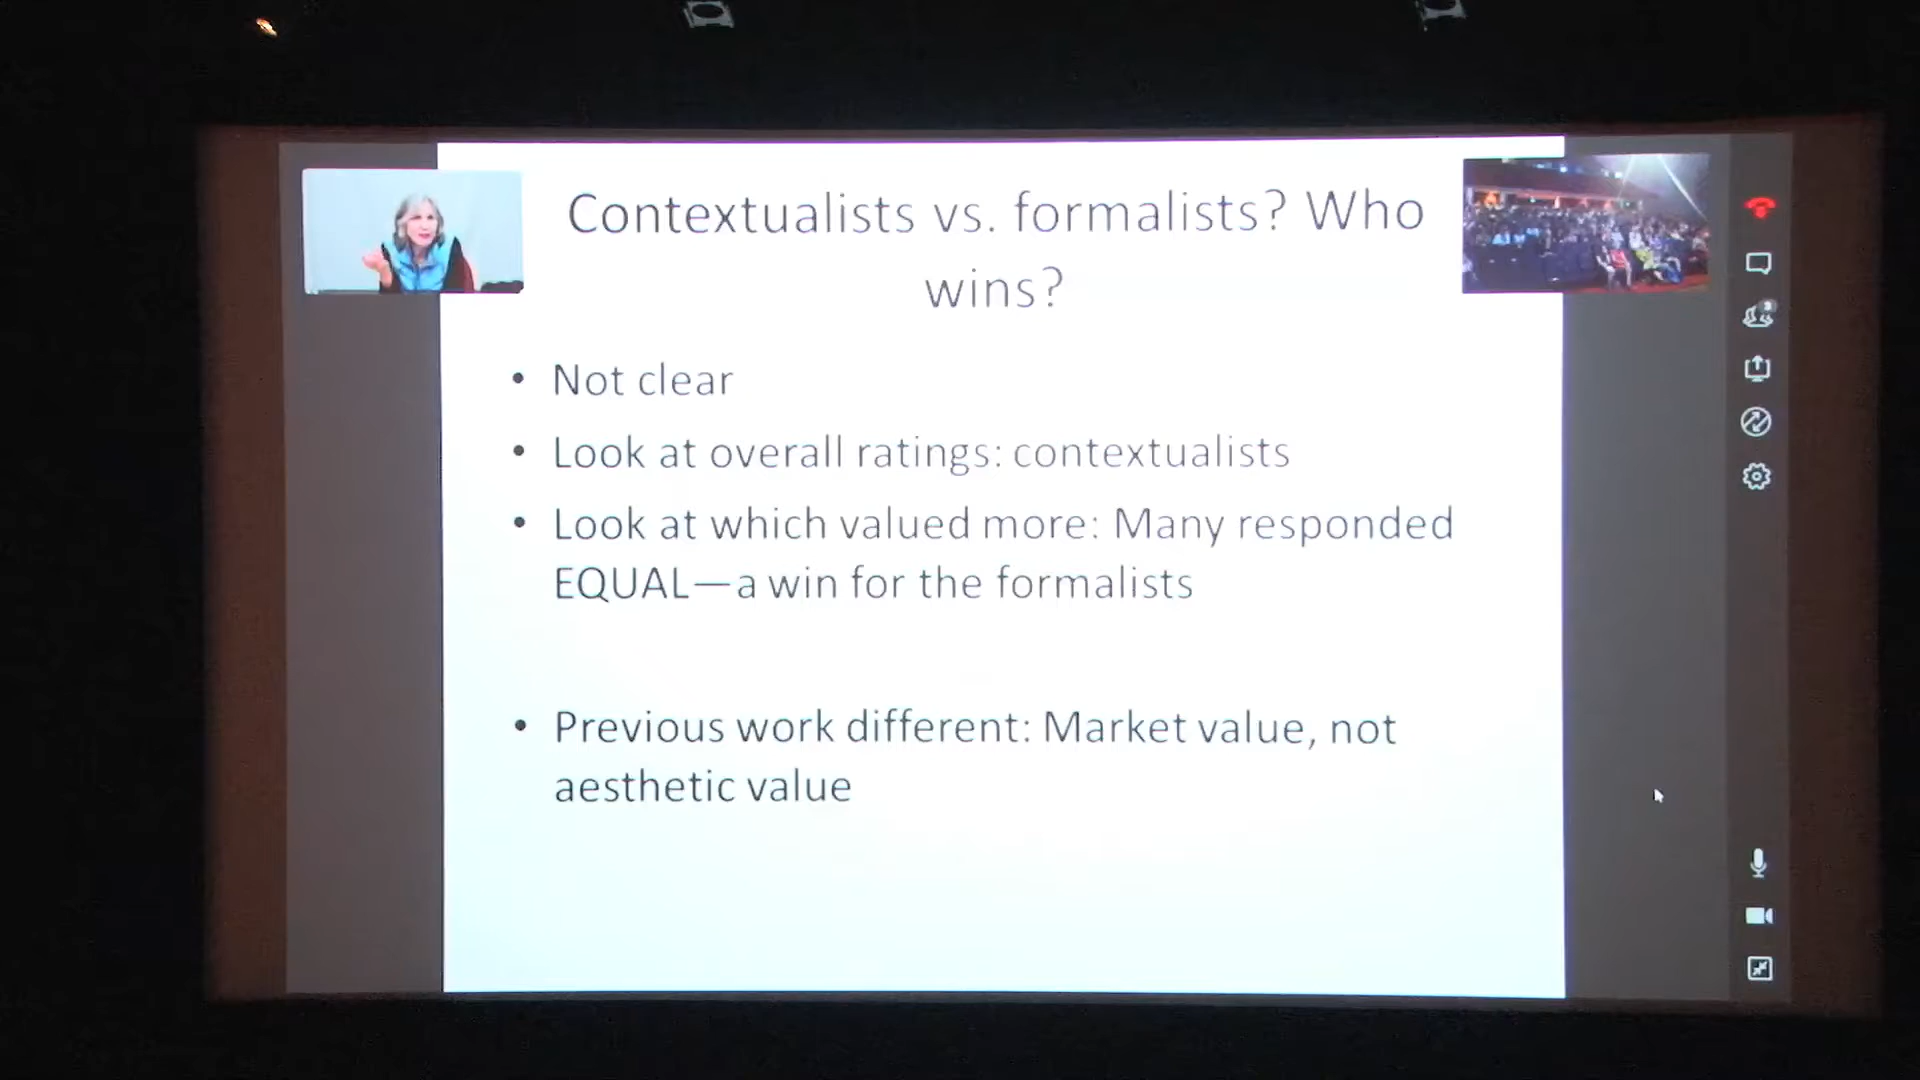 Contextualists vs. formalists? Who
wins?
• Not clear
• Look at overall ratings: contextualists
• Look at which valued more: Many responded
EQUAL—a win for the formalists
• Previous work different: Market value, not
aesthetic value
3